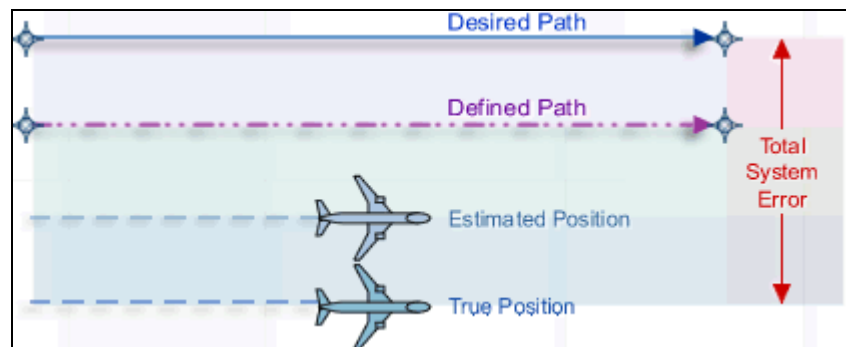 Desired Path
Defined Path
Total
System
Error
Estimated Position
True Position